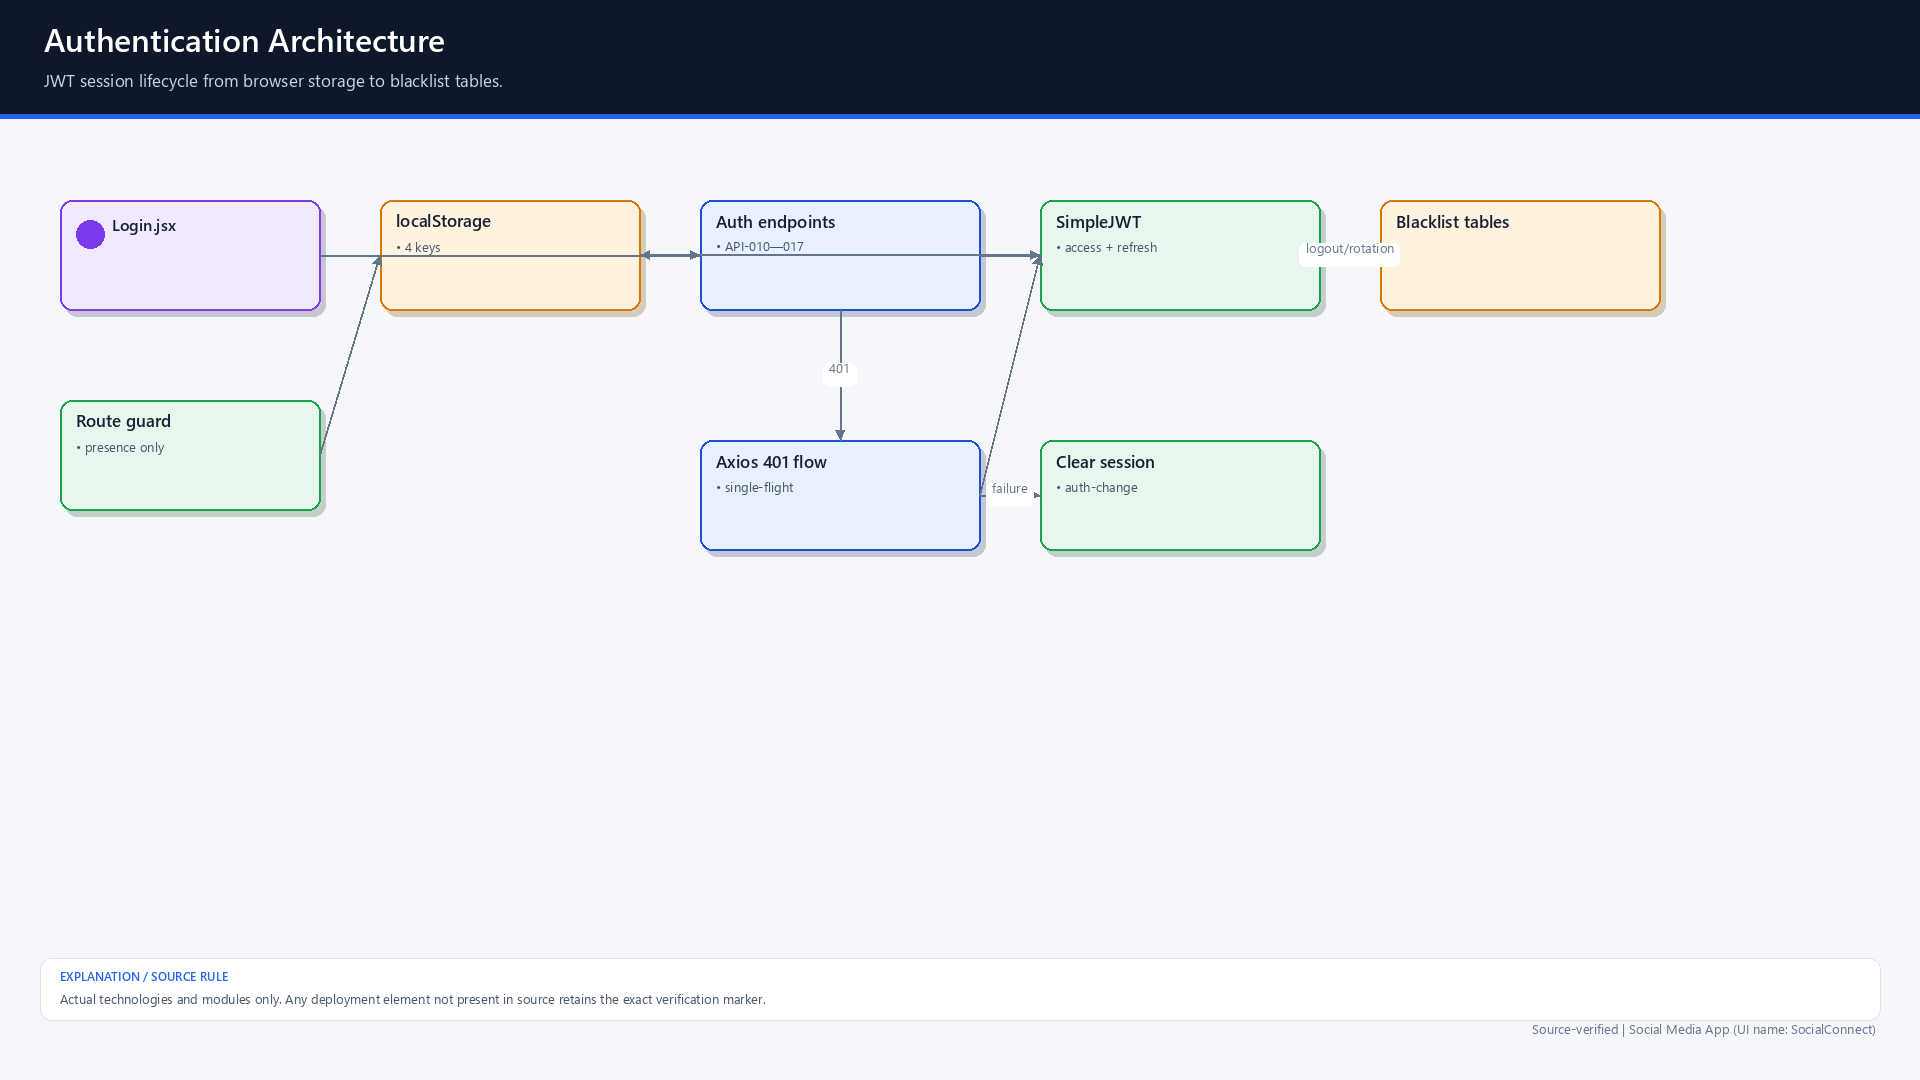 Authentication Architecture
JWT session lifecycle from browser storage to blacklist tables.
Login.jsx
localStorage
• 4 keys
Auth endpoints
• API-010—017
SimpleJWT
• access + refresh
logout/rotation
Blacklist tables
401
Route guard
• presence only
Axios 401 flow
• single-flight
failure
Clear session
• auth-change
EXPLANATION / SOURCE RULE
Actual technologies and modules only. Any deployment element not present in source retains the exact verification marker.
Source-verified | Social Media App (UI name: SocialConnect)